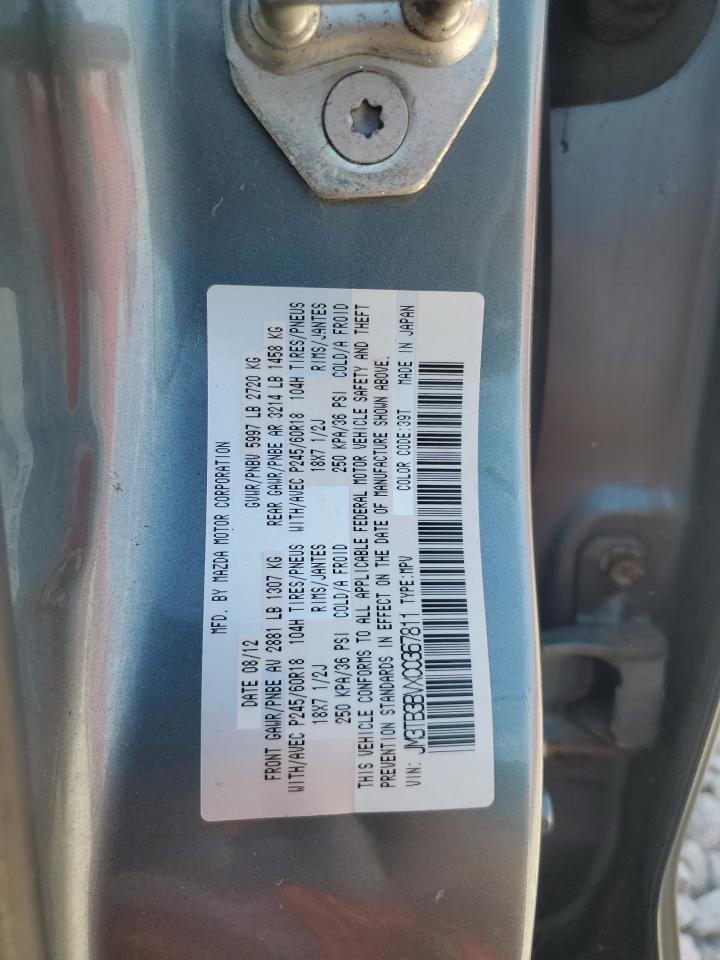 MFD. BY MAZDA MOTOR CORPORATION
DATE 08/12 GVWR/PNBV 5997 LB 2720 KG
FRONT GAWR/PNBE AV 2881 LB 1307 KG REAR GAWR/PNBE AR 3214 LB 1458 KG
WITH/AVEC P245/60R18 104H TIRES/PNEUS WITH/AVEC P245/60R18 104H TIRES/PNEUS
18X7 1/2J RIMS/JANTES 18X7 1/2J RIMS/JANTES
250 KPA/36 PSI COLD/A FROID 250 KPA/36 PSI COLD/A FROID
THIS VEHICLE CONFORMS TO ALL APPLICABLE FEDERAL MOTOR VEHICLE SAFETY AND THEFT
PREVENTION STANDARDS IN EFFECT ON THE DATE OF MANUFACTURE SHOWN ABOVE.
VIN: JM3TB3BVXC0367811 TYPE:MPV COLOR CODE:39T MADE IN JAPAN